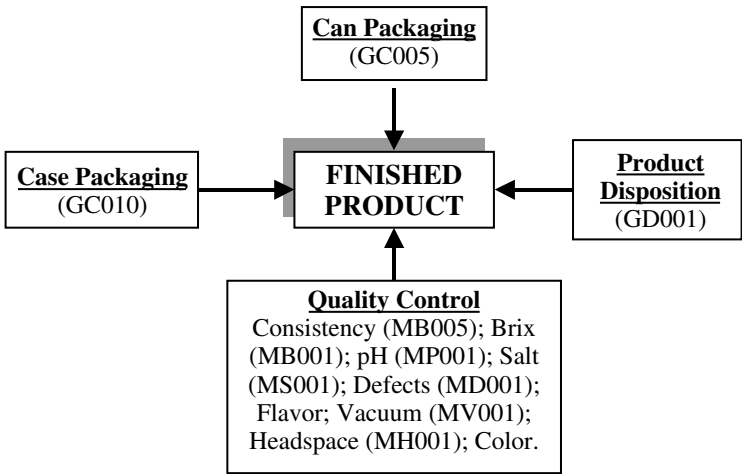 Can Packaging
(GC005)
Case Packaging
(GC010)
FINISHED
PRODUCT
Product
Disposition
(GD001)
Quality Control
Consistency (MB005); Brix
(MB001); pH (MP001); Salt
(MS001); Defects (MD001);
Flavor; Vacuum (MV001);
Headspace (MH001); Color.